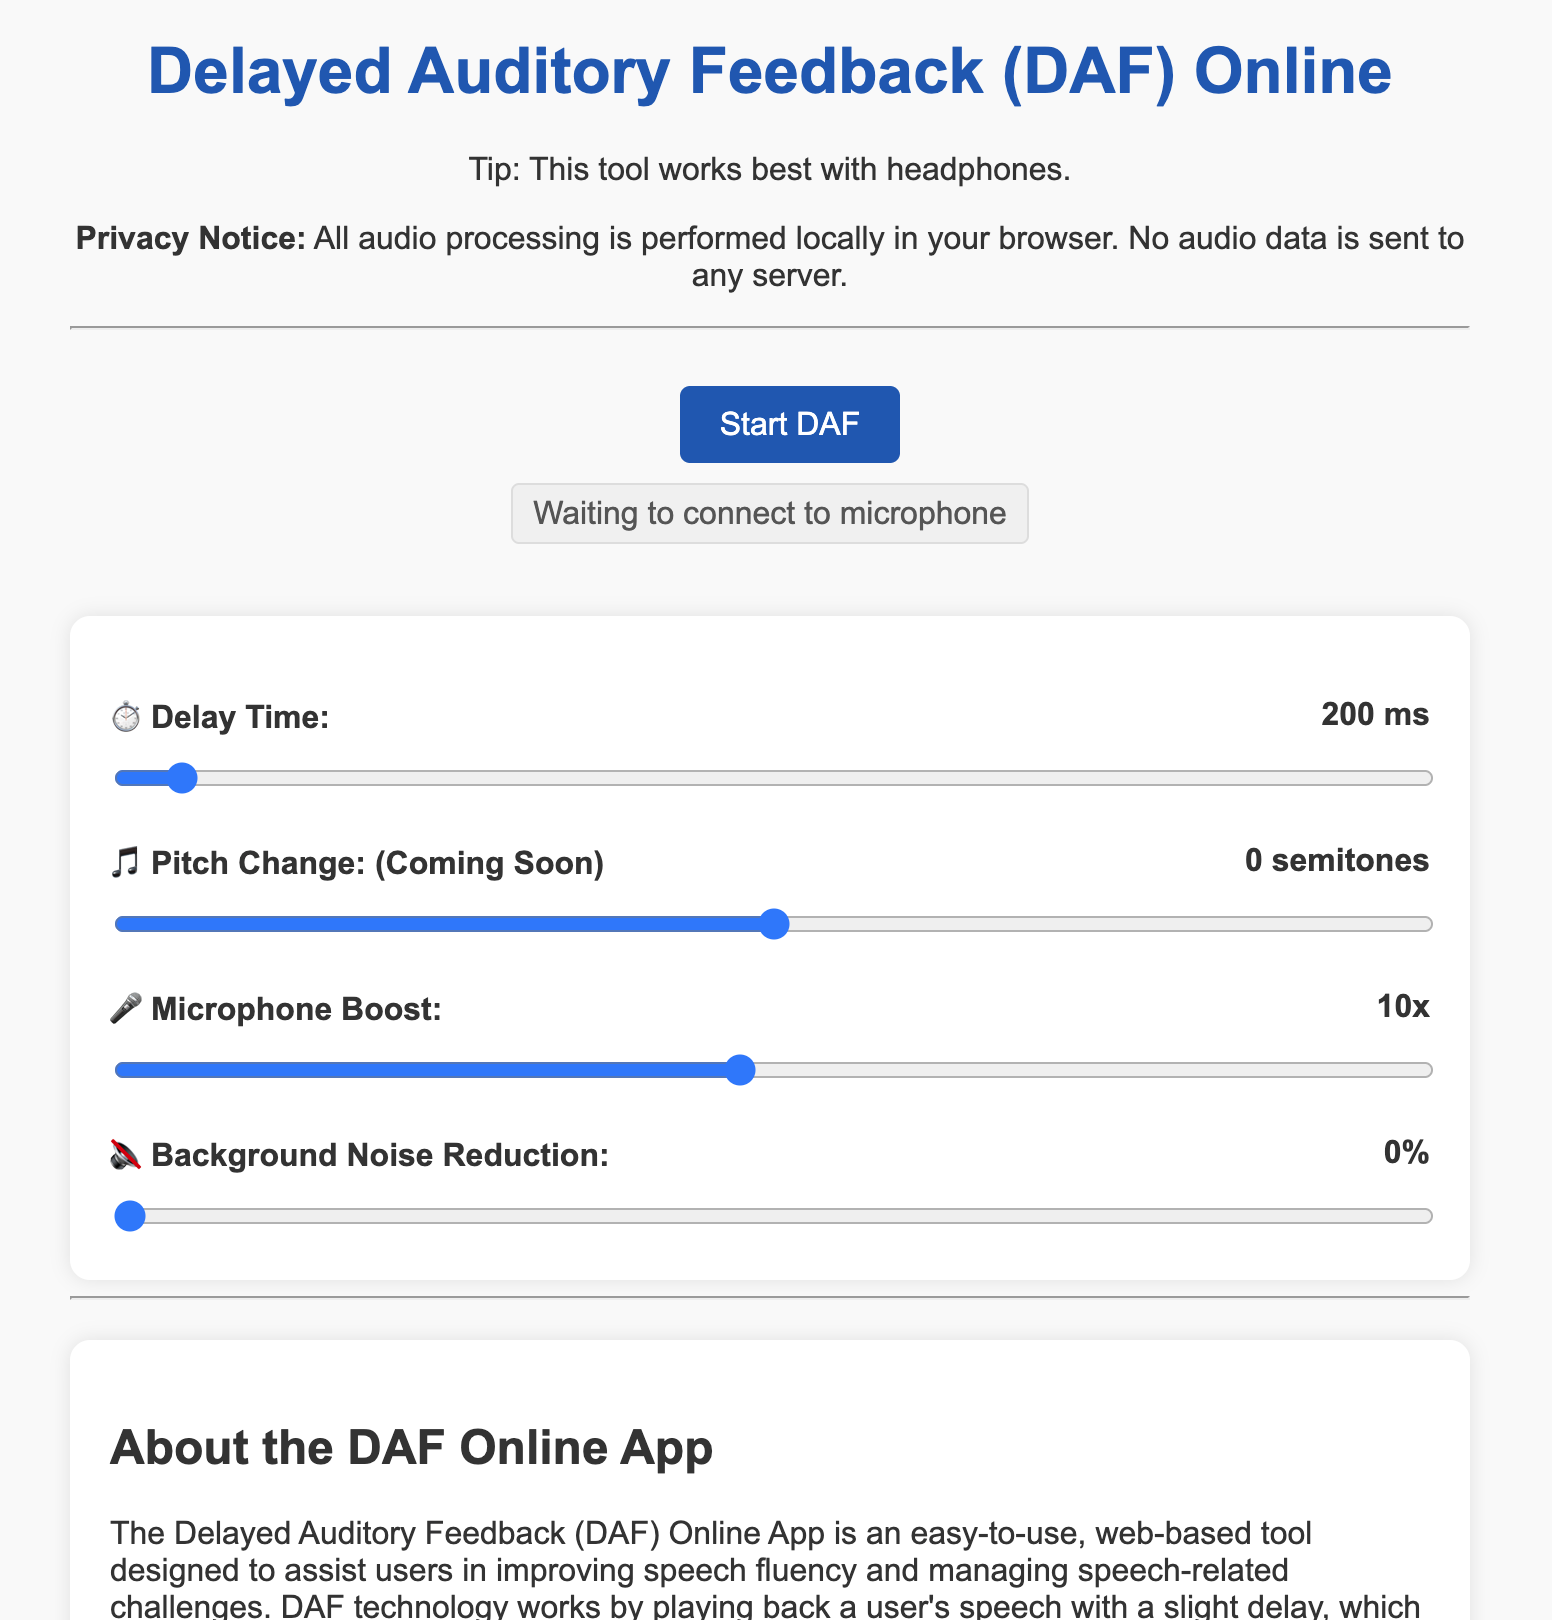 Delayed Auditory Feedback (DAF) Online
Tip: This tool works best with headphones.
Privacy Notice: All audio processing is performed locally in your browser. No audio data is sent to
any server.
Start DAF
Waiting to connect to microphone
⏱️ Delay Time: 200 ms
🎵 Pitch Change: (Coming Soon) 0 semitones
🎤 Microphone Boost: 10x
🔇 Background Noise Reduction: 0%
About the DAF Online App
The Delayed Auditory Feedback (DAF) Online App is an easy-to-use, web-based tool
designed to assist users in improving speech fluency and managing speech-related
challenges. DAF technology works by playing back a user's speech with a slight delay, which